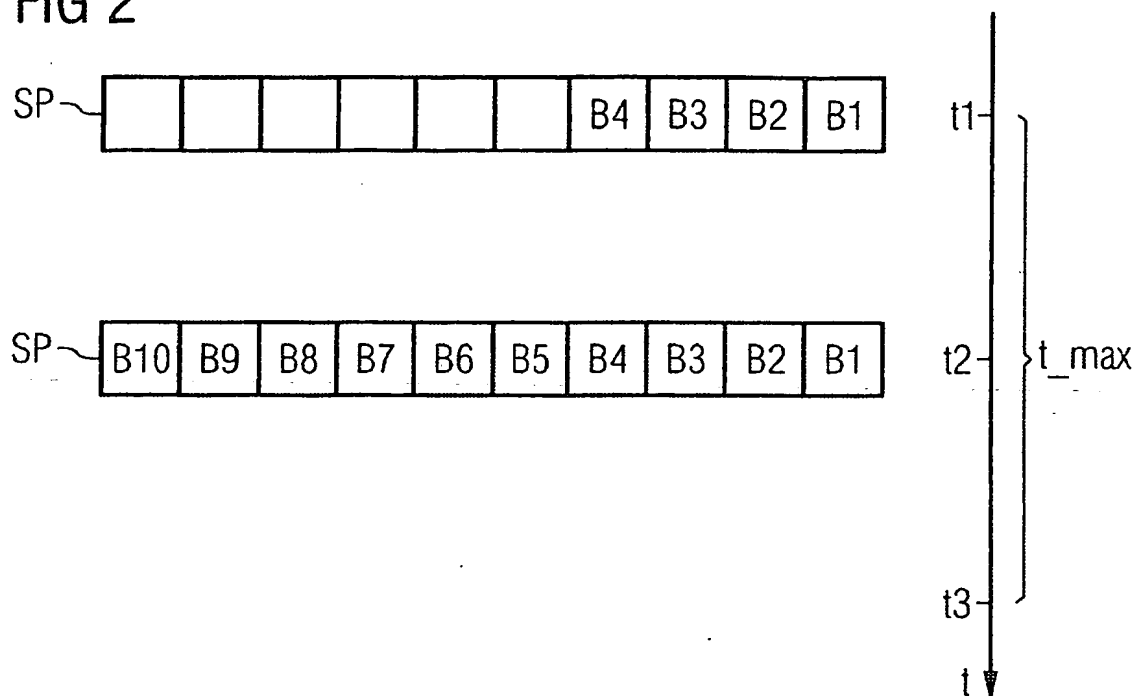 FIG 2
SP B4 B3 B2 B1 t1
SP B10 B9 B8 B7 B6 B5 B4 B3 B2 B1 t2 t_max
t3
t